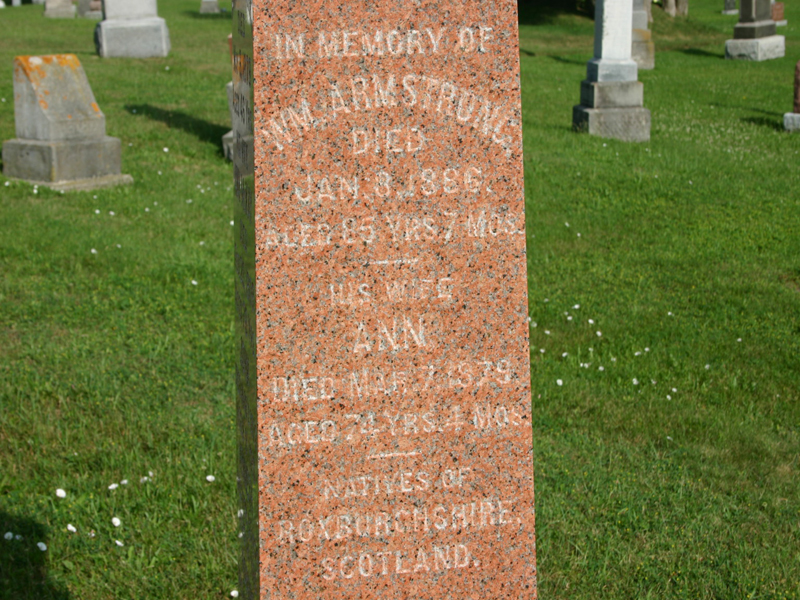 IN MEMORY OF
WM. ARMSTRONG,
DIED
JAN. 8, 1886.
AGED 85 YRS. 7 MOS.
HIS WIFE
ANN
DIED MAR. 7, 1879.
AGED 74 YRS. 4 MOS.
NATIVES OF
ROXBURGHSHIRE,
SCOTLAND.